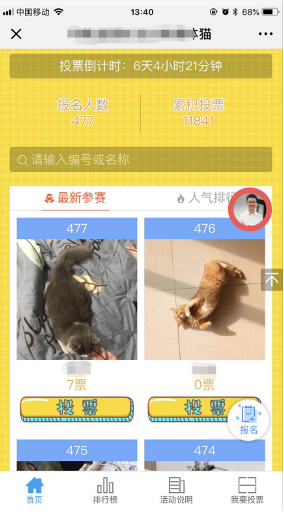 中国移动
13:40
68%
猫
投票倒计时：6天4小时21分钟
报名人数
累积投票
477
11841
请输入编号或名称
最新参赛
人气排行
477
476
7票
0票
投票
投票
报名
475
474
首页
排行榜
活动说明
我要投票